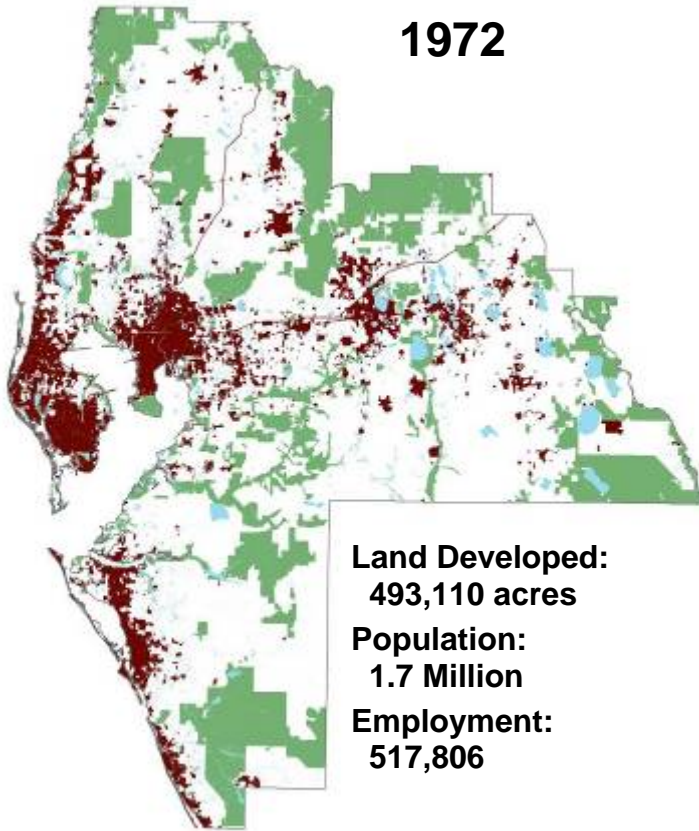 1972
Land Developed:
493,110 acres
Population:
1.7 Million
Employment:
517,806